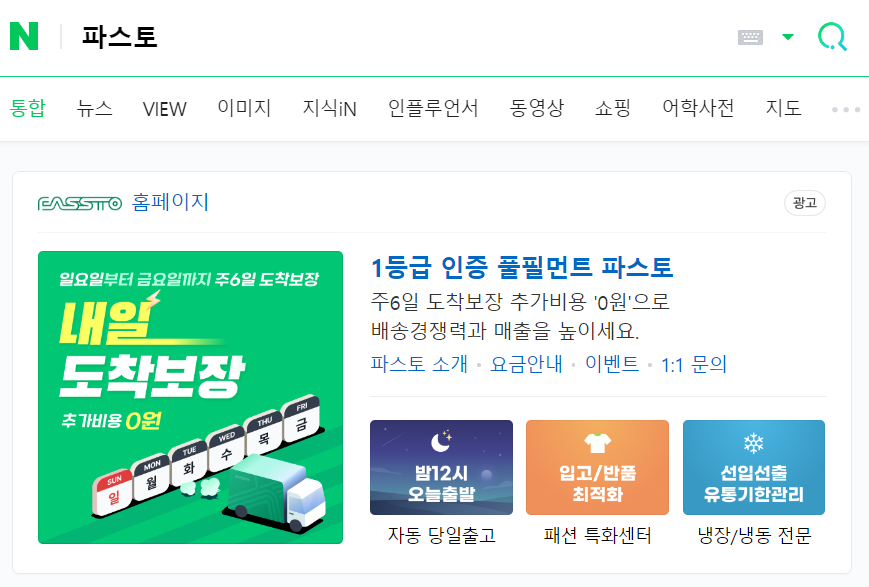 N 파스토
통합 뉴스 VIEW 이미지 지식iN 인플루언서 동영상 쇼핑 어학사전 지도
FASSTO 홈페이지
광고
일요일부터 금요일까지 주6일 도착보장
내일
도착보장
추가비용 0원
SUN 일
MON 월
TUE 화
WED 수
THU 목
FRI 금
1등급 인증 풀필먼트 파스토
주6일 도착보장 추가비용 '0원'으로
배송경쟁력과 매출을 높이세요.
파스토 소개 · 요금안내 · 이벤트 · 1:1 문의
밤12시
오늘출발
자동 당일출고
입고/반품
최적화
패션 특화센터
선입선출
유통기한관리
냉장/냉동 전문